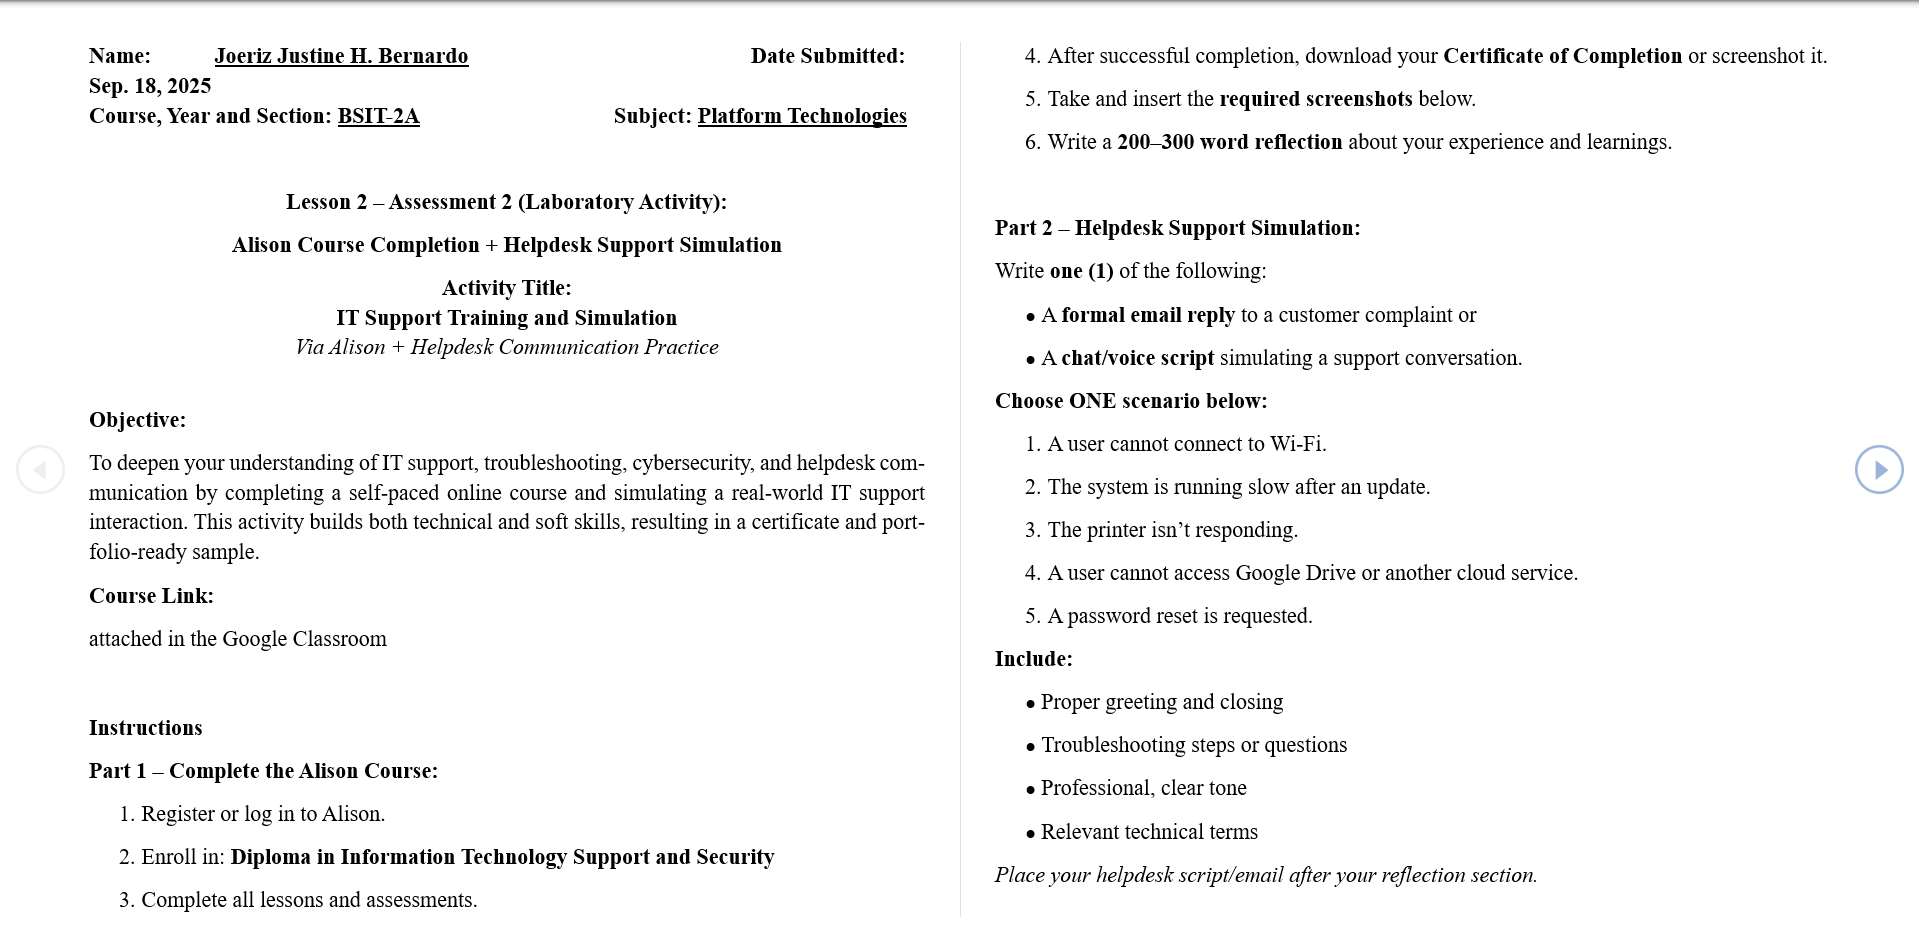 Name: Joeriz Justine H. Bernardo Date Submitted:
Sep. 18, 2025
Course, Year and Section: BSIT-2A Subject: Platform Technologies
Lesson 2 – Assessment 2 (Laboratory Activity):
Alison Course Completion + Helpdesk Support Simulation
Activity Title:
IT Support Training and Simulation
Via Alison + Helpdesk Communication Practice
Objective:
To deepen your understanding of IT support, troubleshooting, cybersecurity, and helpdesk com-
munication by completing a self-paced online course and simulating a real-world IT support
interaction. This activity builds both technical and soft skills, resulting in a certificate and port-
folio-ready sample.
Course Link:
attached in the Google Classroom
Instructions
Part 1 – Complete the Alison Course:
1. Register or log in to Alison.
2. Enroll in: Diploma in Information Technology Support and Security
3. Complete all lessons and assessments.
4. After successful completion, download your Certificate of Completion or screenshot it.
5. Take and insert the required screenshots below.
6. Write a 200–300 word reflection about your experience and learnings.
Part 2 – Helpdesk Support Simulation:
Write one (1) of the following:
• A formal email reply to a customer complaint or
• A chat/voice script simulating a support conversation.
Choose ONE scenario below:
1. A user cannot connect to Wi-Fi.
2. The system is running slow after an update.
3. The printer isn’t responding.
4. A user cannot access Google Drive or another cloud service.
5. A password reset is requested.
Include:
• Proper greeting and closing
• Troubleshooting steps or questions
• Professional, clear tone
• Relevant technical terms
Place your helpdesk script/email after your reflection section.